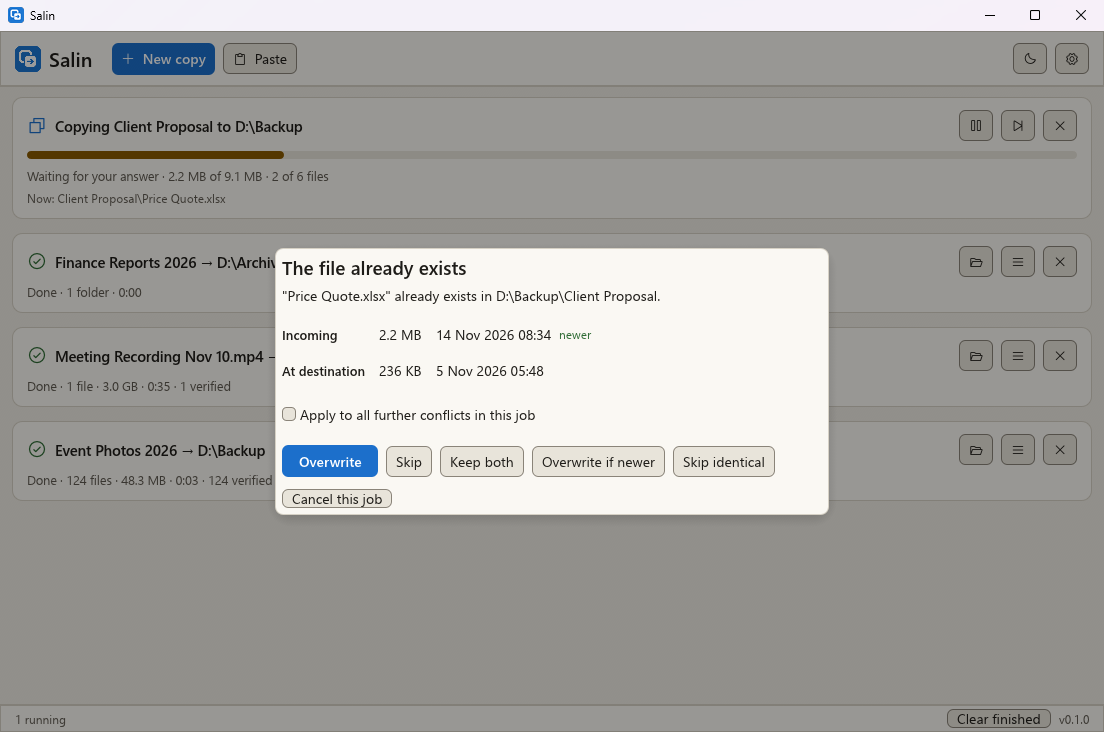 Salin
Salin
New copy
Paste
Copying Client Proposal to D:\Backup
Waiting for your answer · 2.2 MB of 9.1 MB · 2 of 6 files
Now: Client Proposal\Price Quote.xlsx
Finance Reports 2026 → D:\Archiv
Done · 1 folder · 0:00
Meeting Recording Nov 10.mp4 –
Done · 1 file · 3.0 GB · 0:35 · 1 verified
Event Photos 2026 → D:\Backup
Done · 124 files · 48.3 MB · 0:03 · 124 verified
The file already exists
"Price Quote.xlsx" already exists in D:\Backup\Client Proposal.
Incoming 2.2 MB 14 Nov 2026 08:34 newer
At destination 236 KB 5 Nov 2026 05:48
Apply to all further conflicts in this job
Overwrite Skip Keep both Overwrite if newer Skip identical
Cancel this job
1 running
Clear finished v0.1.0